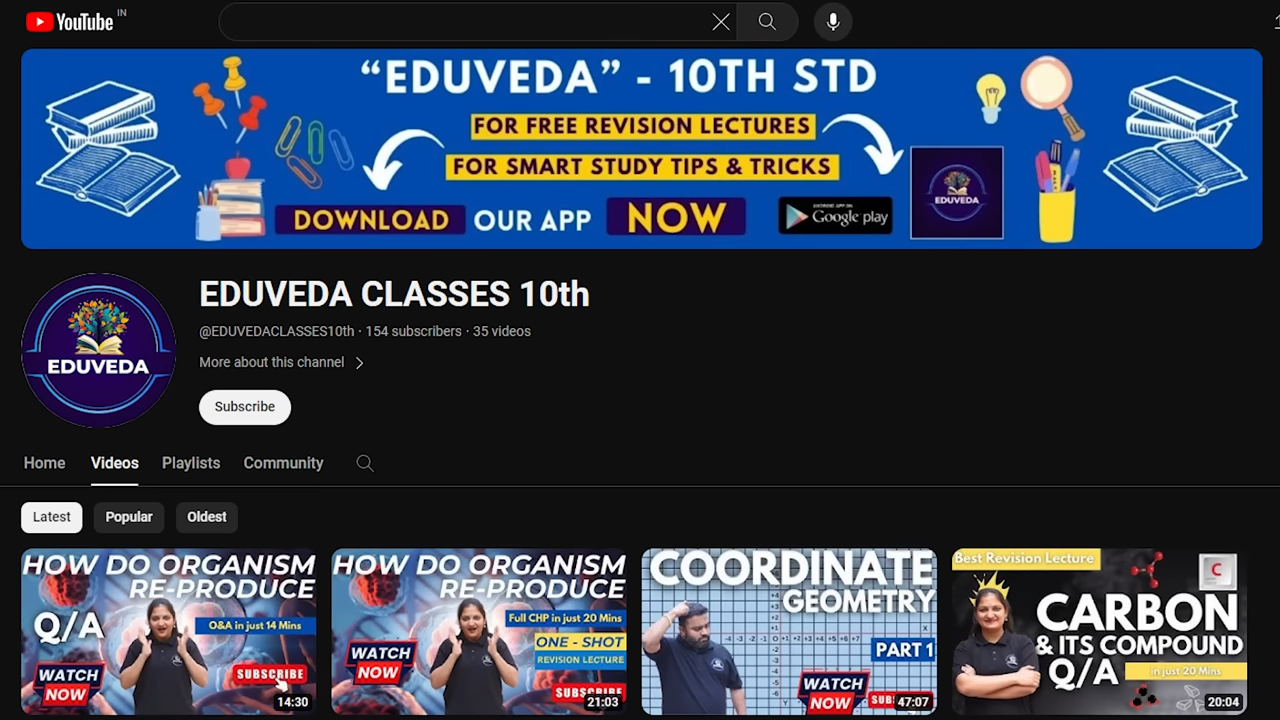 YouTube IN
"EDUVEDA" - 10TH STD
FOR FREE REVISION LECTURES
FOR SMART STUDY TIPS & TRICKS
DOWNLOAD OUR APP NOW
ANDROID APP ON
Google play
EDUVEDA
EDUVEDA
EDUVEDA CLASSES 10th
@EDUVEDACLASSES10th · 154 subscribers · 35 videos
More about this channel
Subscribe
Home Videos Playlists Community
Latest Popular Oldest
HOW DO ORGANISM
RE-PRODUCE
Q/A
Q&A in just 14 Mins
WATCH
NOW
SUBSCRIBE
14:30
HOW DO ORGANISM
RE-PRODUCE
Full CHP in just 20 Mins
ONE - SHOT
REVISION LECTURE
WATCH
NOW
SUBSCRIBE
21:03
COORDINATE
GEOMETRY
PART 1
WATCH
NOW
SUB
47:07
Best Revision Lecture
C
CARBON
& ITS COMPOUND
Q/A
in just 20 Mins
20:04